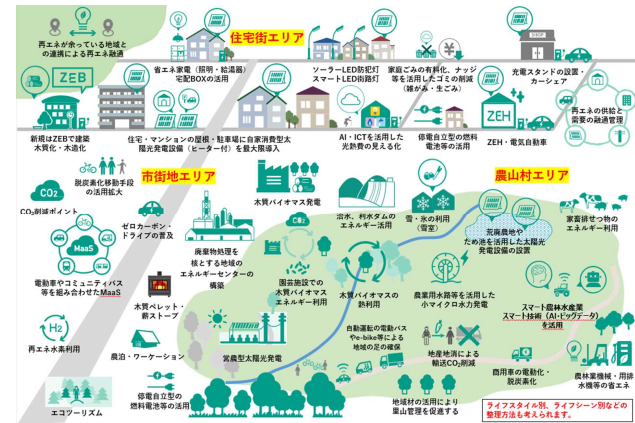 住宅街エリア
再エネが余っている地域と
の連携による再エネ融通
省エネ家電（照明・給湯器）
宅配BOXの活用
ソーラーLED防犯灯
スマートLED街路灯
家庭ごみの有料化、ナッジ
等を活用したゴミの削減
（雑がみ・生ごみ）
SHOP
充電スタンドの設置・
カーシェア
ZEB
新規はZEBで建築
木質化・木造化
住宅・マンションの屋根・駐車場に自家消費型太
陽光発電設備（ヒーター付）を最大限導入
AI・ICTを活用した
光熱費の見える化
停電自立型の燃料
電池等の活用
ZEH
ZEH・電気自動車
再エネの供給と
需要の融通管理
市街地エリア
農山村エリア
脱炭素化移動手段
の活用拡大
CO2
CO2削減ポイント
MaaS
電動車やコミュニティバス
等を組み合わせたMaaS
ゼロカーボン・
ドライブの普及
木質バイオマス発電
廃棄物処理を
核とする地域の
エネルギーセンターの
構築
治水、利水ダムの
エネルギー活用
雪・氷の利用
（雪室）
荒廃農地や
ため池を活用した太陽光
発電設備の設置
家畜排せつ物の
エネルギー利用
CO2
園芸施設での
木質バイオマス
エネルギー利用
木質バイオマスの
熱利用
農業用水路等を活用した
小マイクロ水力発電
スマート農林水産業
スマート技術（AI・ビッグデータ）
を活用
木質ペレット・
薪ストーブ
H2
再エネ水素利用
農泊・ワーケーション
営農型太陽光発電
自動運転の電動バス
やe-bike等による
地域の足の確保
地産地消による
輸送CO2削減
商用車の電動化・
脱炭素化
農林業機械・用排
水機等の省エネ
エコツーリズム
停電自立型の
燃料電池等の活用
地域材の活用により
里山管理を促進する
ライフスタイル別、ライフシーン別などの
整理方法も考えられます。